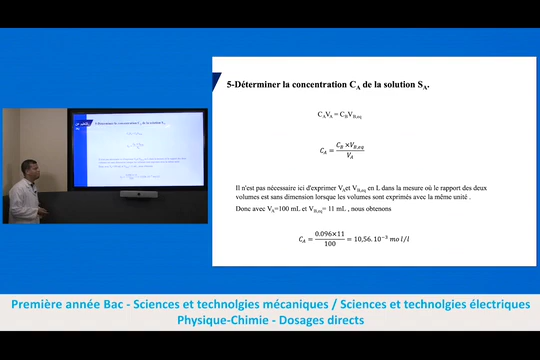 5-Déterminer la concentration C_A de la solution S_A.
C_AV_A = C_BV_B,eq
C_A = (C_B ×V_B,eq)/V_A
Il n'est pas nécessaire ici d'exprimer V_Aet V_B,eq en L dans la mesure où le rapport des deux
volumes est sans dimension lorsque les volumes sont exprimés avec la même unité .
Donc avec V_A=100 mL et V_B,eq= 11 mL , nous obtenons
C_A = (0.096×11)/100 = 10,56.10^-3 mo l/l
Première année Bac - Sciences et technolgies mécaniques / Sciences et technolgies électriques
Physique-Chimie - Dosages directs